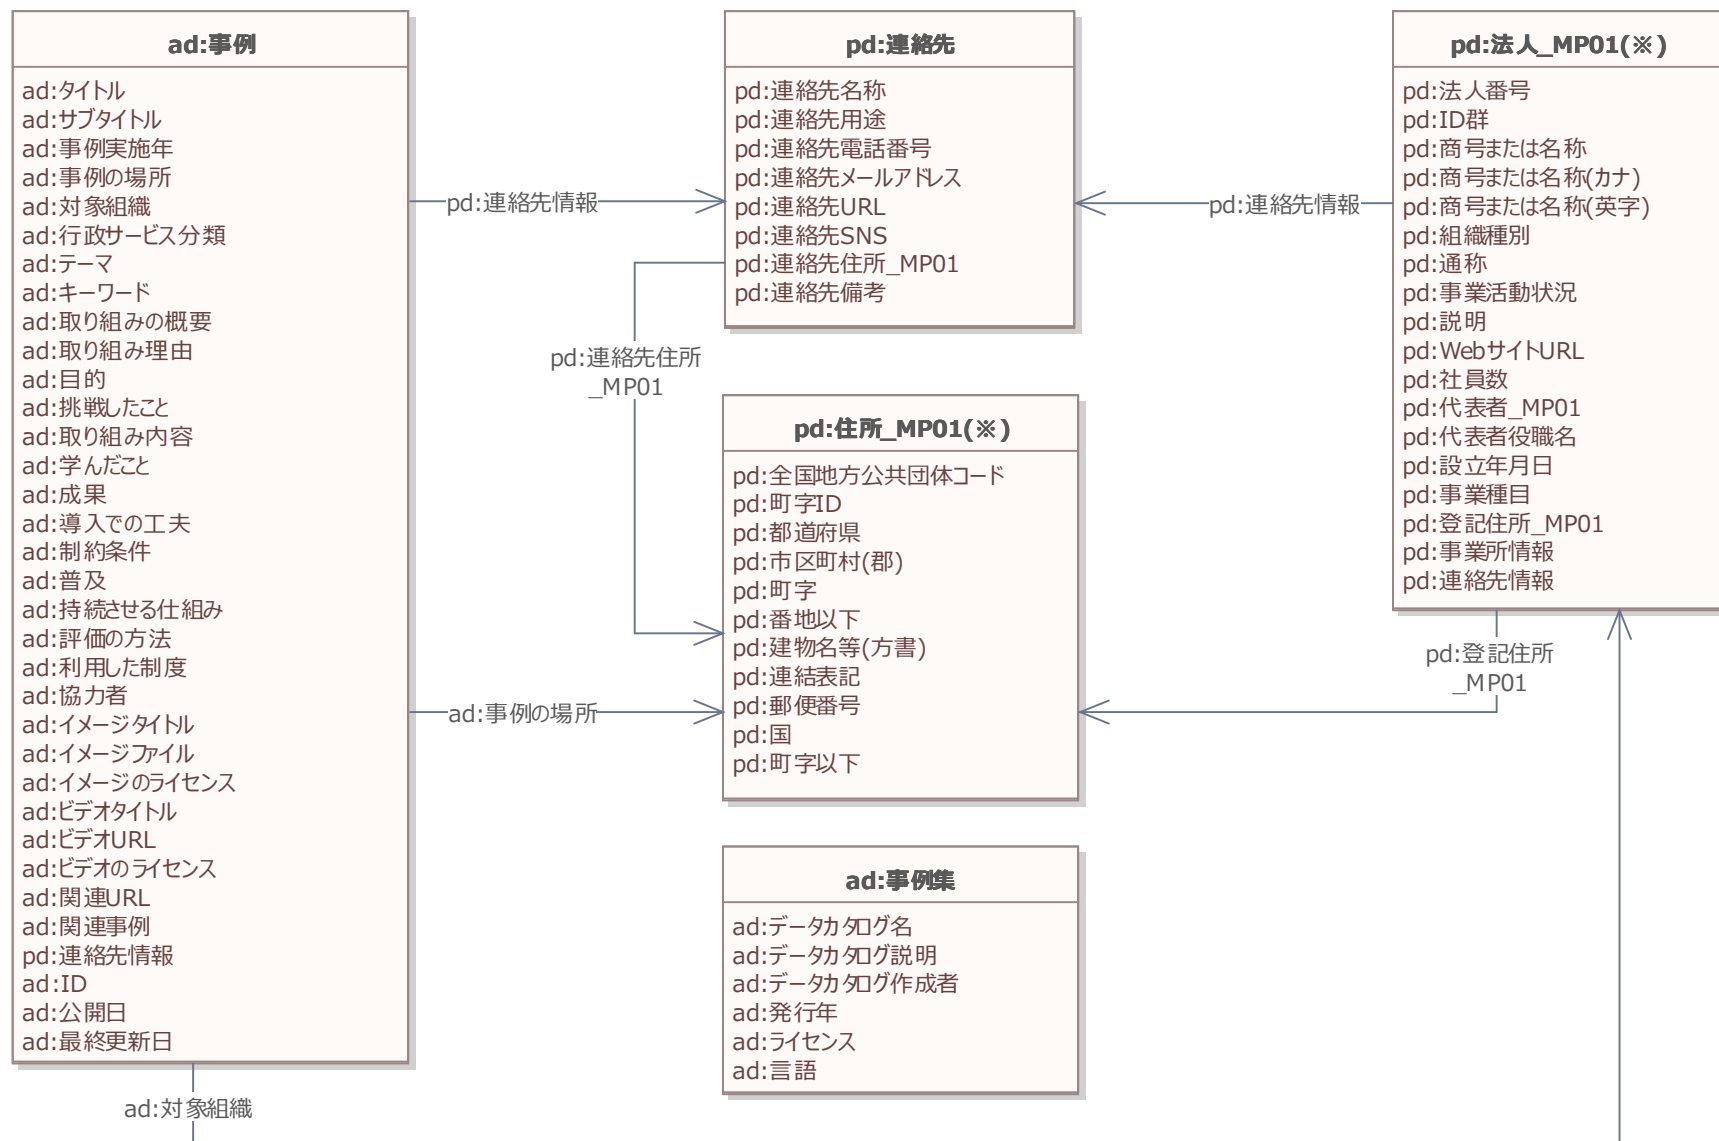 ad:事例
ad:タイトル
ad:サブタイトル
ad:事例実施年
ad:事例の場所
ad:対象組織
ad:行政サービス分類
ad:テーマ
ad:キーワード
ad:取り組みの概要
ad:取り組み理由
ad:目的
ad:挑戦したこと
ad:取り組み内容
ad:学んだこと
ad:成果
ad:導入での工夫
ad:制約条件
ad:普及
ad:持続させる仕組み
ad:評価の方法
ad:利用した制度
ad:協力者
ad:イメージタイトル
ad:イメージファイル
ad:イメージのライセンス
ad:ビデオタイトル
ad:ビデオURL
ad:ビデオのライセンス
ad:関連URL
ad:関連事例
pd:連絡先情報
ad:ID
ad:公開日
ad:最終更新日
ad:対象組織
pd:連絡先情報
ad:事例の場所
pd:連絡先
pd:連絡先名称
pd:連絡先用途
pd:連絡先電話番号
pd:連絡先メールアドレス
pd:連絡先URL
pd:連絡先SNS
pd:連絡先住所_MP01
pd:連絡先備考
pd:連絡先住所
_MP01
pd:住所_MP01(※)
pd:全国地方公共団体コード
pd:町字ID
pd:都道府県
pd:市区町村(郡)
pd:町字
pd:番地以下
pd:建物名等(方書)
pd:連結表記
pd:郵便番号
pd:国
pd:町字以下
ad:事例集
ad:データカタログ名
ad:データカタログ説明
ad:データカタログ作成者
ad:発行年
ad:ライセンス
ad:言語
pd:連絡先情報
pd:法人_MP01(※)
pd:法人番号
pd:ID群
pd:商号または名称
pd:商号または名称(カナ)
pd:商号または名称(英字)
pd:組織種別
pd:通称
pd:事業活動状況
pd:説明
pd:WebサイトURL
pd:社員数
pd:代表者_MP01
pd:代表者役職名
pd:設立年月日
pd:事業種目
pd:登記住所_MP01
pd:事業所情報
pd:連絡先情報
pd:登記住所
_MP01